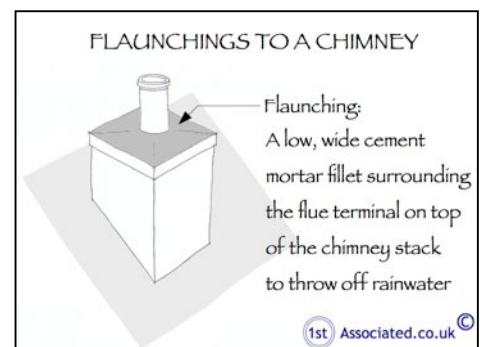 FLAUNCHINGS TO A CHIMNEY
Flaunching:
A low, wide cement
mortar fillet surrounding
the flue terminal on top
of the chimney stack
to throw off rainwater
1st Associated.co.uk ©